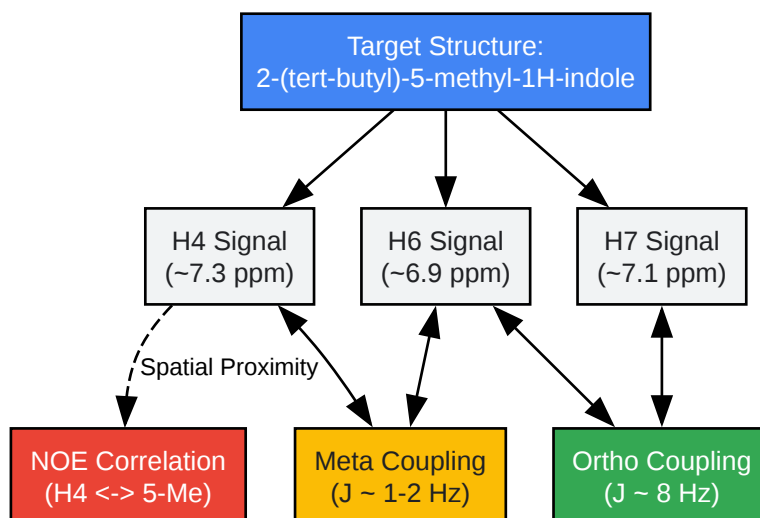 Target Structure:
2-(tert-butyl)-5-methyl-1H-indole
H4 Signal
(~7.3 ppm)
H6 Signal
(~6.9 ppm)
H7 Signal
(~7.1 ppm)
Spatial Proximity
NOE Correlation
(H4 <-> 5-Me)
Meta Coupling
(J ~ 1-2 Hz)
Ortho Coupling
(J ~ 8 Hz)